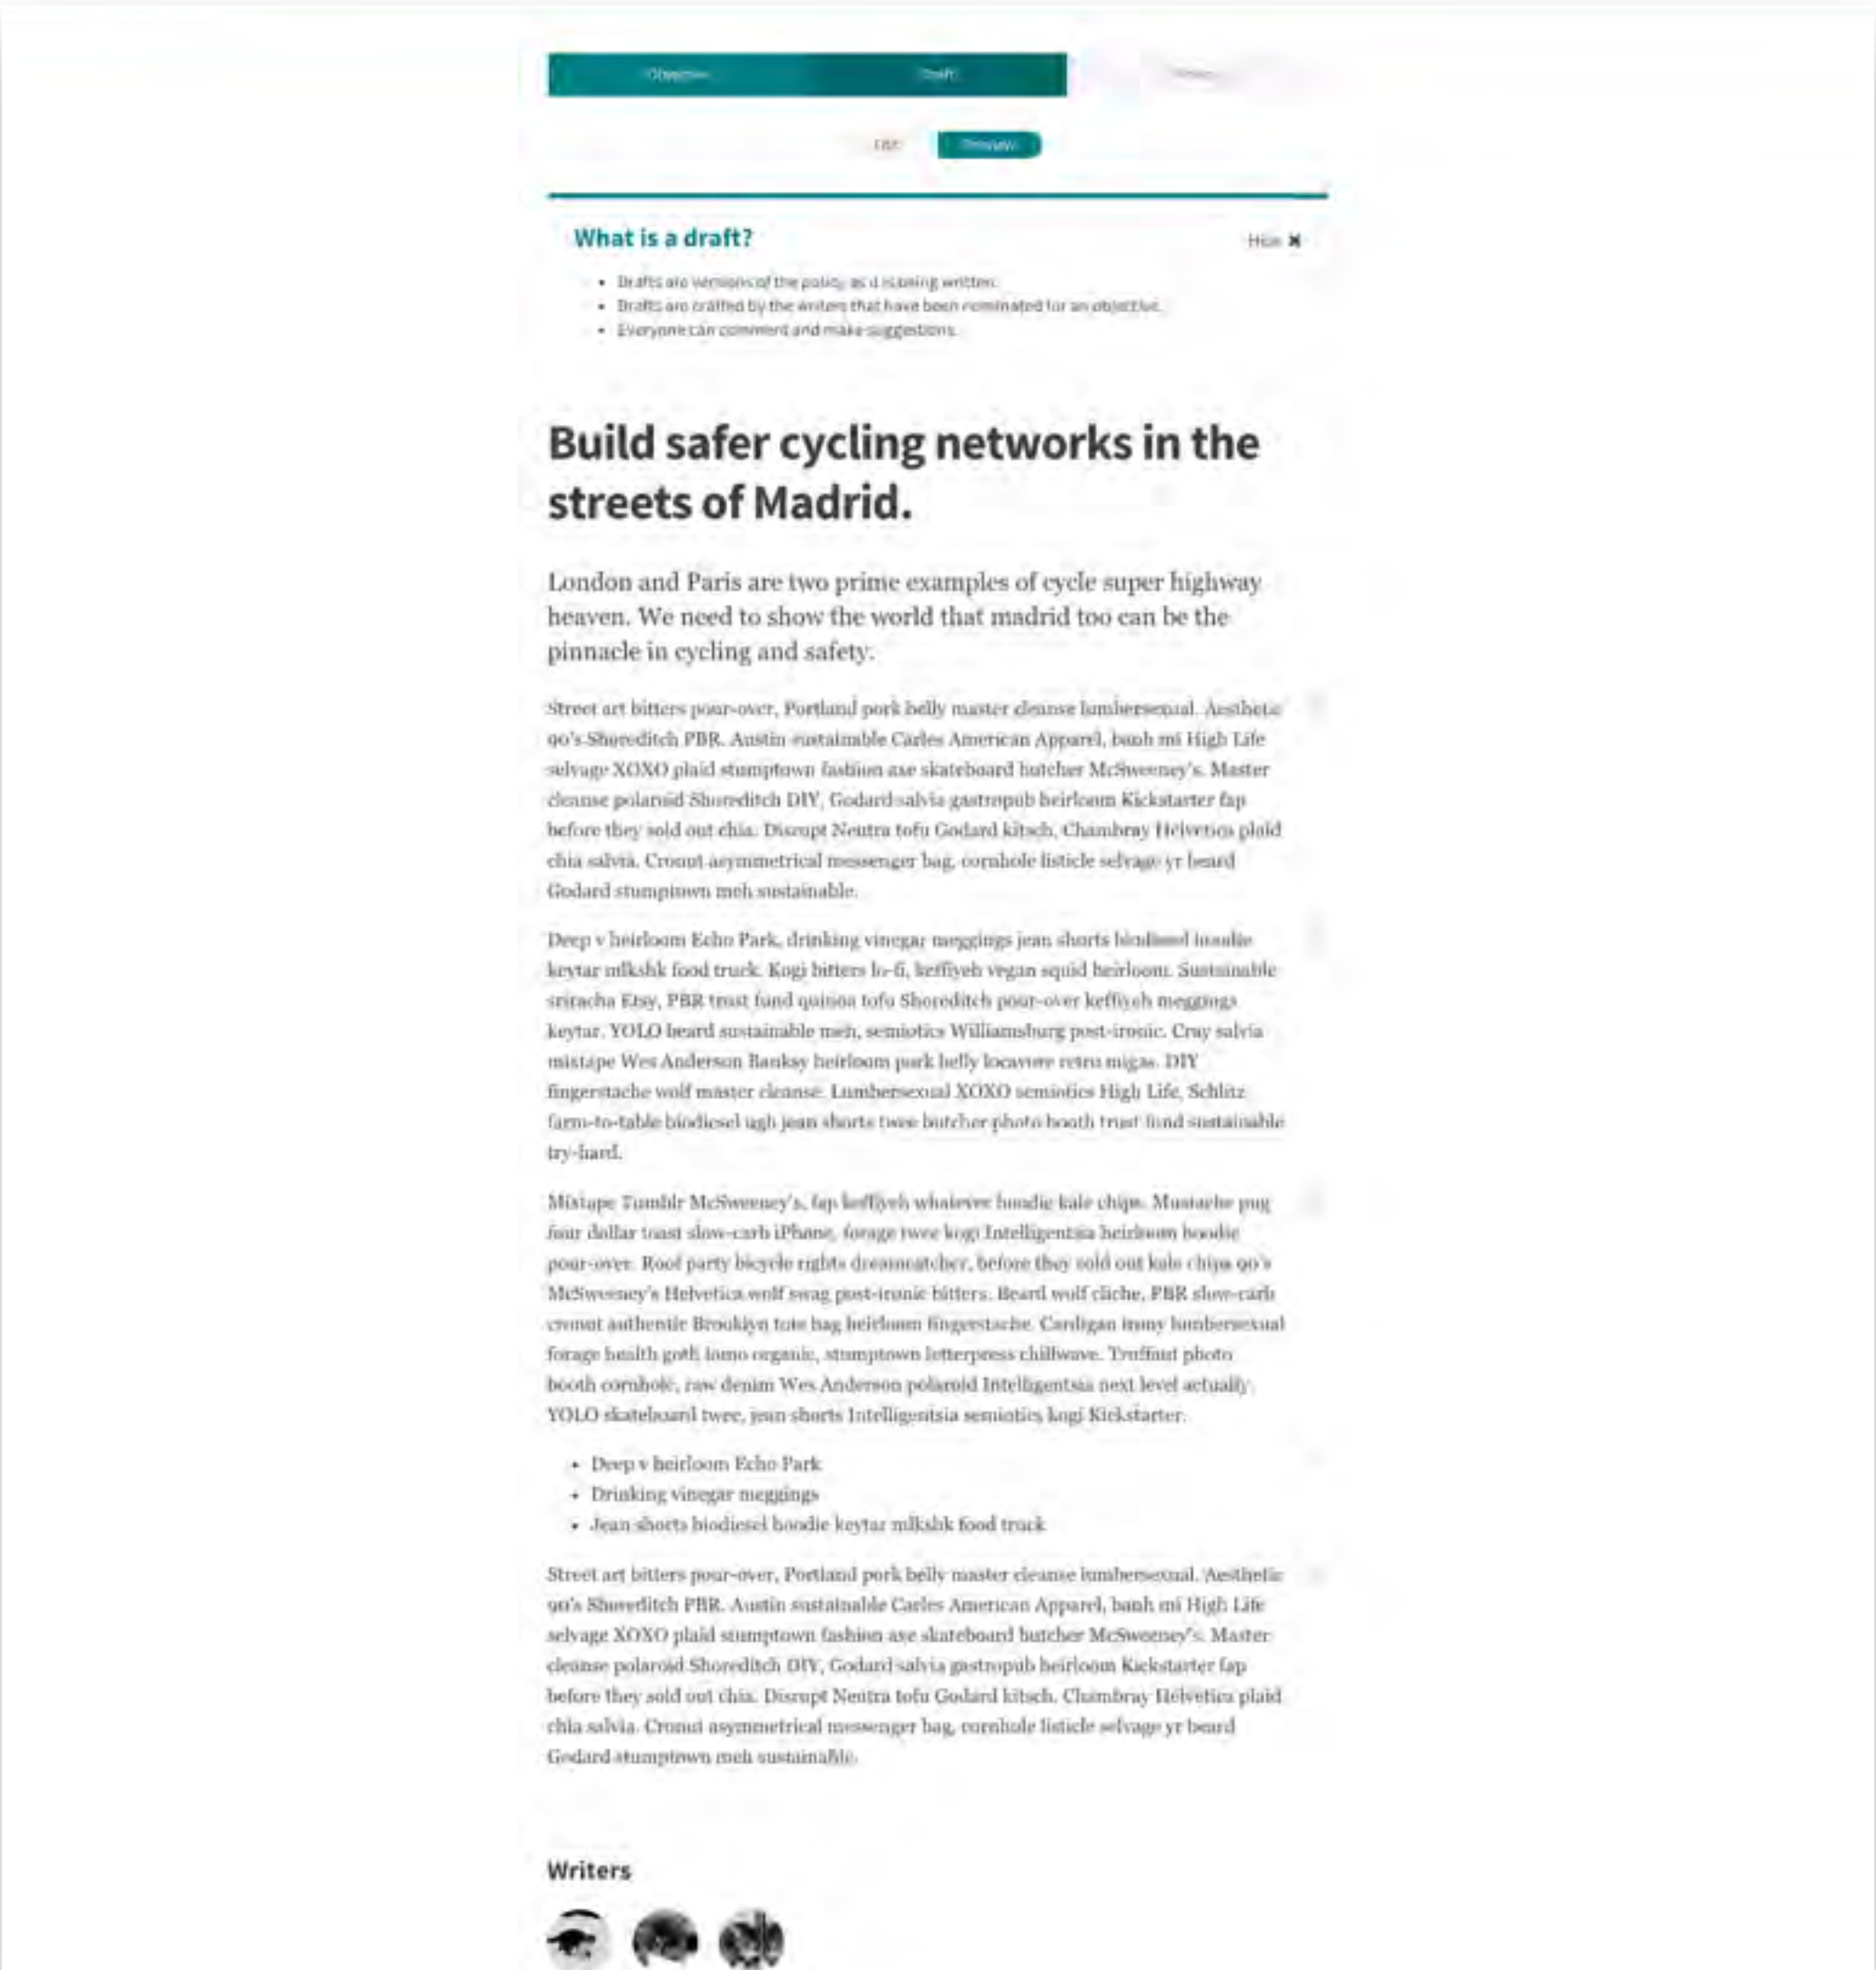 Objective
Draft
Edit
Preview
What is a draft?
Hide ✖
• Drafts are versions of the policy as it is being written.
• Drafts are crafted by the writers that have been nominated for an objective.
• Everyone can comment and make suggestions.
Build safer cycling networks in the
streets of Madrid.
London and Paris are two prime examples of cycle super highway
heaven. We need to show the world that madrid too can be the
pinnacle in cycling and safety.
Street art bitters pour-over, Portland pork belly master cleanse lumbersexual. Aesthetic
90's Shoreditch PBR. Austin sustainable Carles American Apparel, banh mi High Life
selvage XOXO plaid stumptown fashion axe skateboard butcher McSweeney's. Master
cleanse polaroid Shoreditch DIY, Godard salvia gastropub heirloom Kickstarter fap
before they sold out chia. Disrupt Neutra tofu Godard kitsch. Chambray Helvetica plaid
chia salvia. Cronut asymmetrical messenger bag, cornhole listicle selvage yr beard
Godard stumptown meh sustainable.
Deep v heirloom Echo Park, drinking vinegar meggings jean shorts biodiesel hoodie
keytar mlkshk food truck. Kogi bitters lo-fi, keffiyeh vegan squid heirloom. Sustainable
sriracha Etsy, PBR trust fund quinoa tofu Shoreditch pour-over keffiyeh meggings
keytar. YOLO beard sustainable meh, semiotics Williamsburg post-ironic. Cray salvia
mixtape Wes Anderson Banksy heirloom pork belly locavore retro migas. DIY
fingerstache wolf master cleanse. Lumbersexual XOXO semiotics High Life, Schlitz
farm-to-table biodiesel ugh jean shorts twee butcher photo booth trust fund sustainable
try-hard.
Mixtape Tumblr McSweeney's, fap keffiyeh whatever hoodie kale chips. Mustache pug
four dollar toast slow-carb iPhone, forage twee kogi Intelligentsia heirloom hoodie
pour-over. Roof party bicycle rights dreamcatcher, before they sold out kale chips 90's
McSweeney's Helvetica wolf swag post-ironic bitters. Beard wolf cliche, PBR slow-carb
cronut authentic Brooklyn tote bag heirloom fingerstache. Cardigan irony lumbersexual
forage health goth lomo organic, stumptown letterpress chillwave. Truffaut photo
booth cornhole, raw denim Wes Anderson polaroid Intelligentsia next level actually.
YOLO skateboard twee, jean shorts Intelligentsia semiotics kogi Kickstarter.
• Deep v heirloom Echo Park
• Drinking vinegar meggings
• Jean shorts biodiesel hoodie keytar mlkshk food truck
Street art bitters pour-over, Portland pork belly master cleanse lumbersexual. Aesthetic
90's Shoreditch PBR. Austin sustainable Carles American Apparel, banh mi High Life
selvage XOXO plaid stumptown fashion axe skateboard butcher McSweeney's. Master
cleanse polaroid Shoreditch DIY, Godard salvia gastropub heirloom Kickstarter fap
before they sold out chia. Disrupt Neutra tofu Godard kitsch. Chambray Helvetica plaid
chia salvia. Cronut asymmetrical messenger bag, cornhole listicle selvage yr beard
Godard stumptown meh sustainable.
Writers